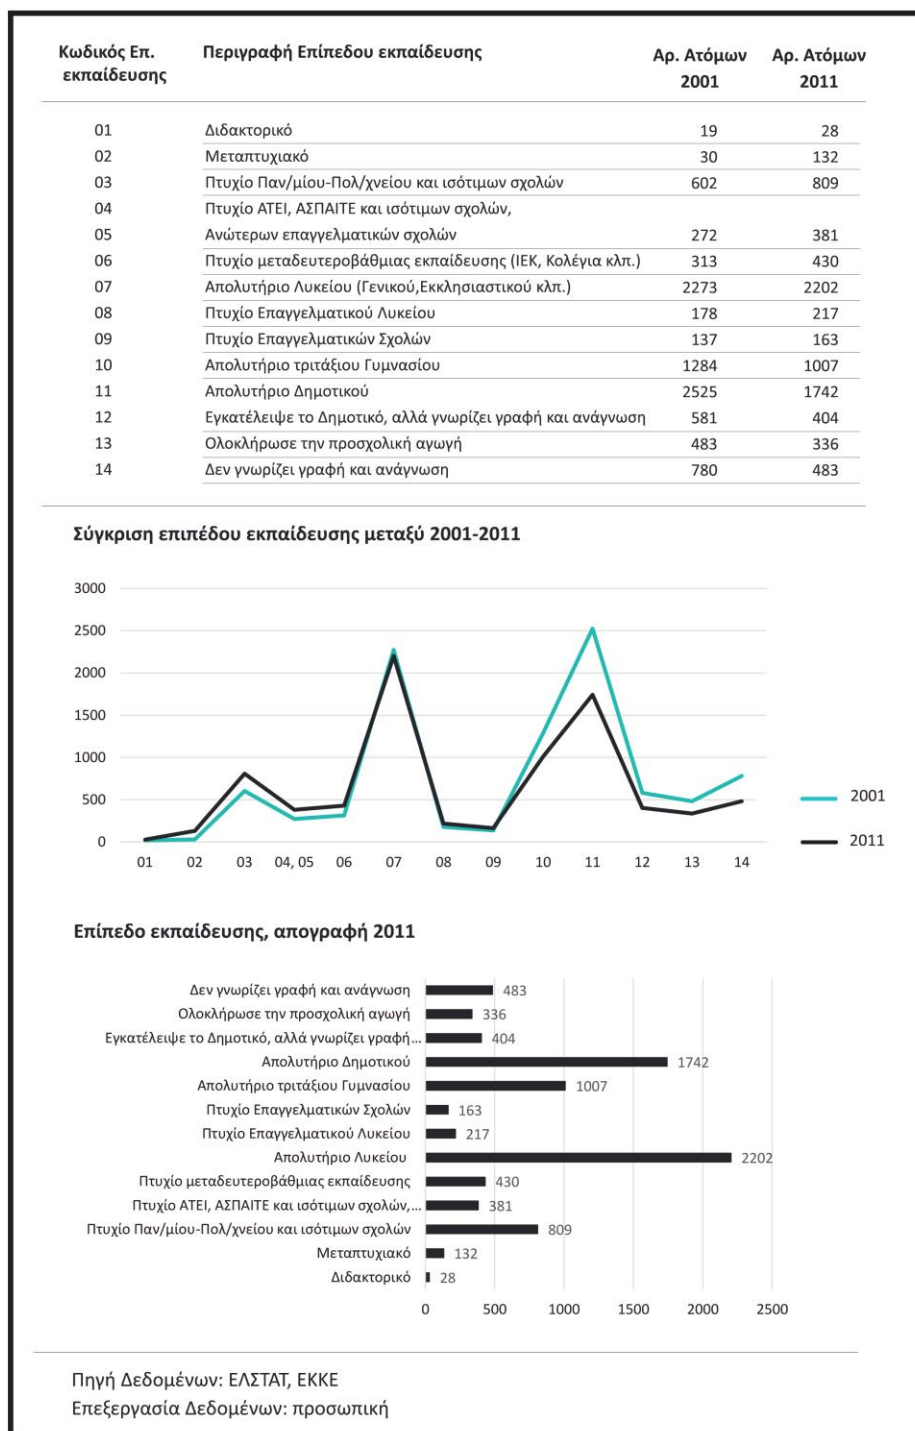 Κωδικός Επ. Περιγραφή Επίπεδου εκπαίδευσης Αρ. Ατόμων Αρ. Ατόμων
εκπαίδευσης 2001 2011
01 Διδακτορικό 19 28
02 Μεταπτυχιακό 30 132
03 Πτυχίο Παν/μίου-Πολ/χνείου και ισότιμων σχολών 602 809
04 Πτυχίο ΑΤΕΙ, ΑΣΠΑΙΤΕ και ισότιμων σχολών,
05 Ανώτερων επαγγελματικών σχολών 272 381
06 Πτυχίο μεταδευτεροβάθμιας εκπαίδευσης (ΙΕΚ, Κολέγια κλπ.) 313 430
07 Απολυτήριο Λυκείου (Γενικού,Εκκλησιαστικού κλπ.) 2273 2202
08 Πτυχίο Επαγγελματικού Λυκείου 178 217
09 Πτυχίο Επαγγελματικών Σχολών 137 163
10 Απολυτήριο τριτάξιου Γυμνασίου 1284 1007
11 Απολυτήριο Δημοτικού 2525 1742
12 Εγκατέλειψε το Δημοτικό, αλλά γνωρίζει γραφή και ανάγνωση 581 404
13 Ολοκλήρωσε την προσχολική αγωγή 483 336
14 Δεν γνωρίζει γραφή και ανάγνωση 780 483
Σύγκριση επιπέδου εκπαίδευσης μεταξύ 2001-2011
3000
2500
2000
1500
1000
500
0
01 02 03 04, 05 06 07 08 09 10 11 12 13 14
2001
2011
Επίπεδο εκπαίδευσης, απογραφή 2011
Δεν γνωρίζει γραφή και ανάγνωση 483
Ολοκλήρωσε την προσχολική αγωγή 336
Εγκατέλειψε το Δημοτικό, αλλά γνωρίζει γραφή... 404
Απολυτήριο Δημοτικού 1742
Απολυτήριο τριτάξιου Γυμνασίου 1007
Πτυχίο Επαγγελματικών Σχολών 163
Πτυχίο Επαγγελματικού Λυκείου 217
Απολυτήριο Λυκείου 2202
Πτυχίο μεταδευτεροβάθμιας εκπαίδευσης 430
Πτυχίο ΑΤΕΙ, ΑΣΠΑΙΤΕ και ισότιμων σχολών,... 381
Πτυχίο Παν/μίου-Πολ/χνείου και ισότιμων σχολών 809
Μεταπτυχιακό 132
Διδακτορικό 28
0 500 1000 1500 2000 2500
Πηγή Δεδομένων: ΕΛΣΤΑΤ, ΕΚΚΕ
Επεξεργασία Δεδομένων: προσωπική